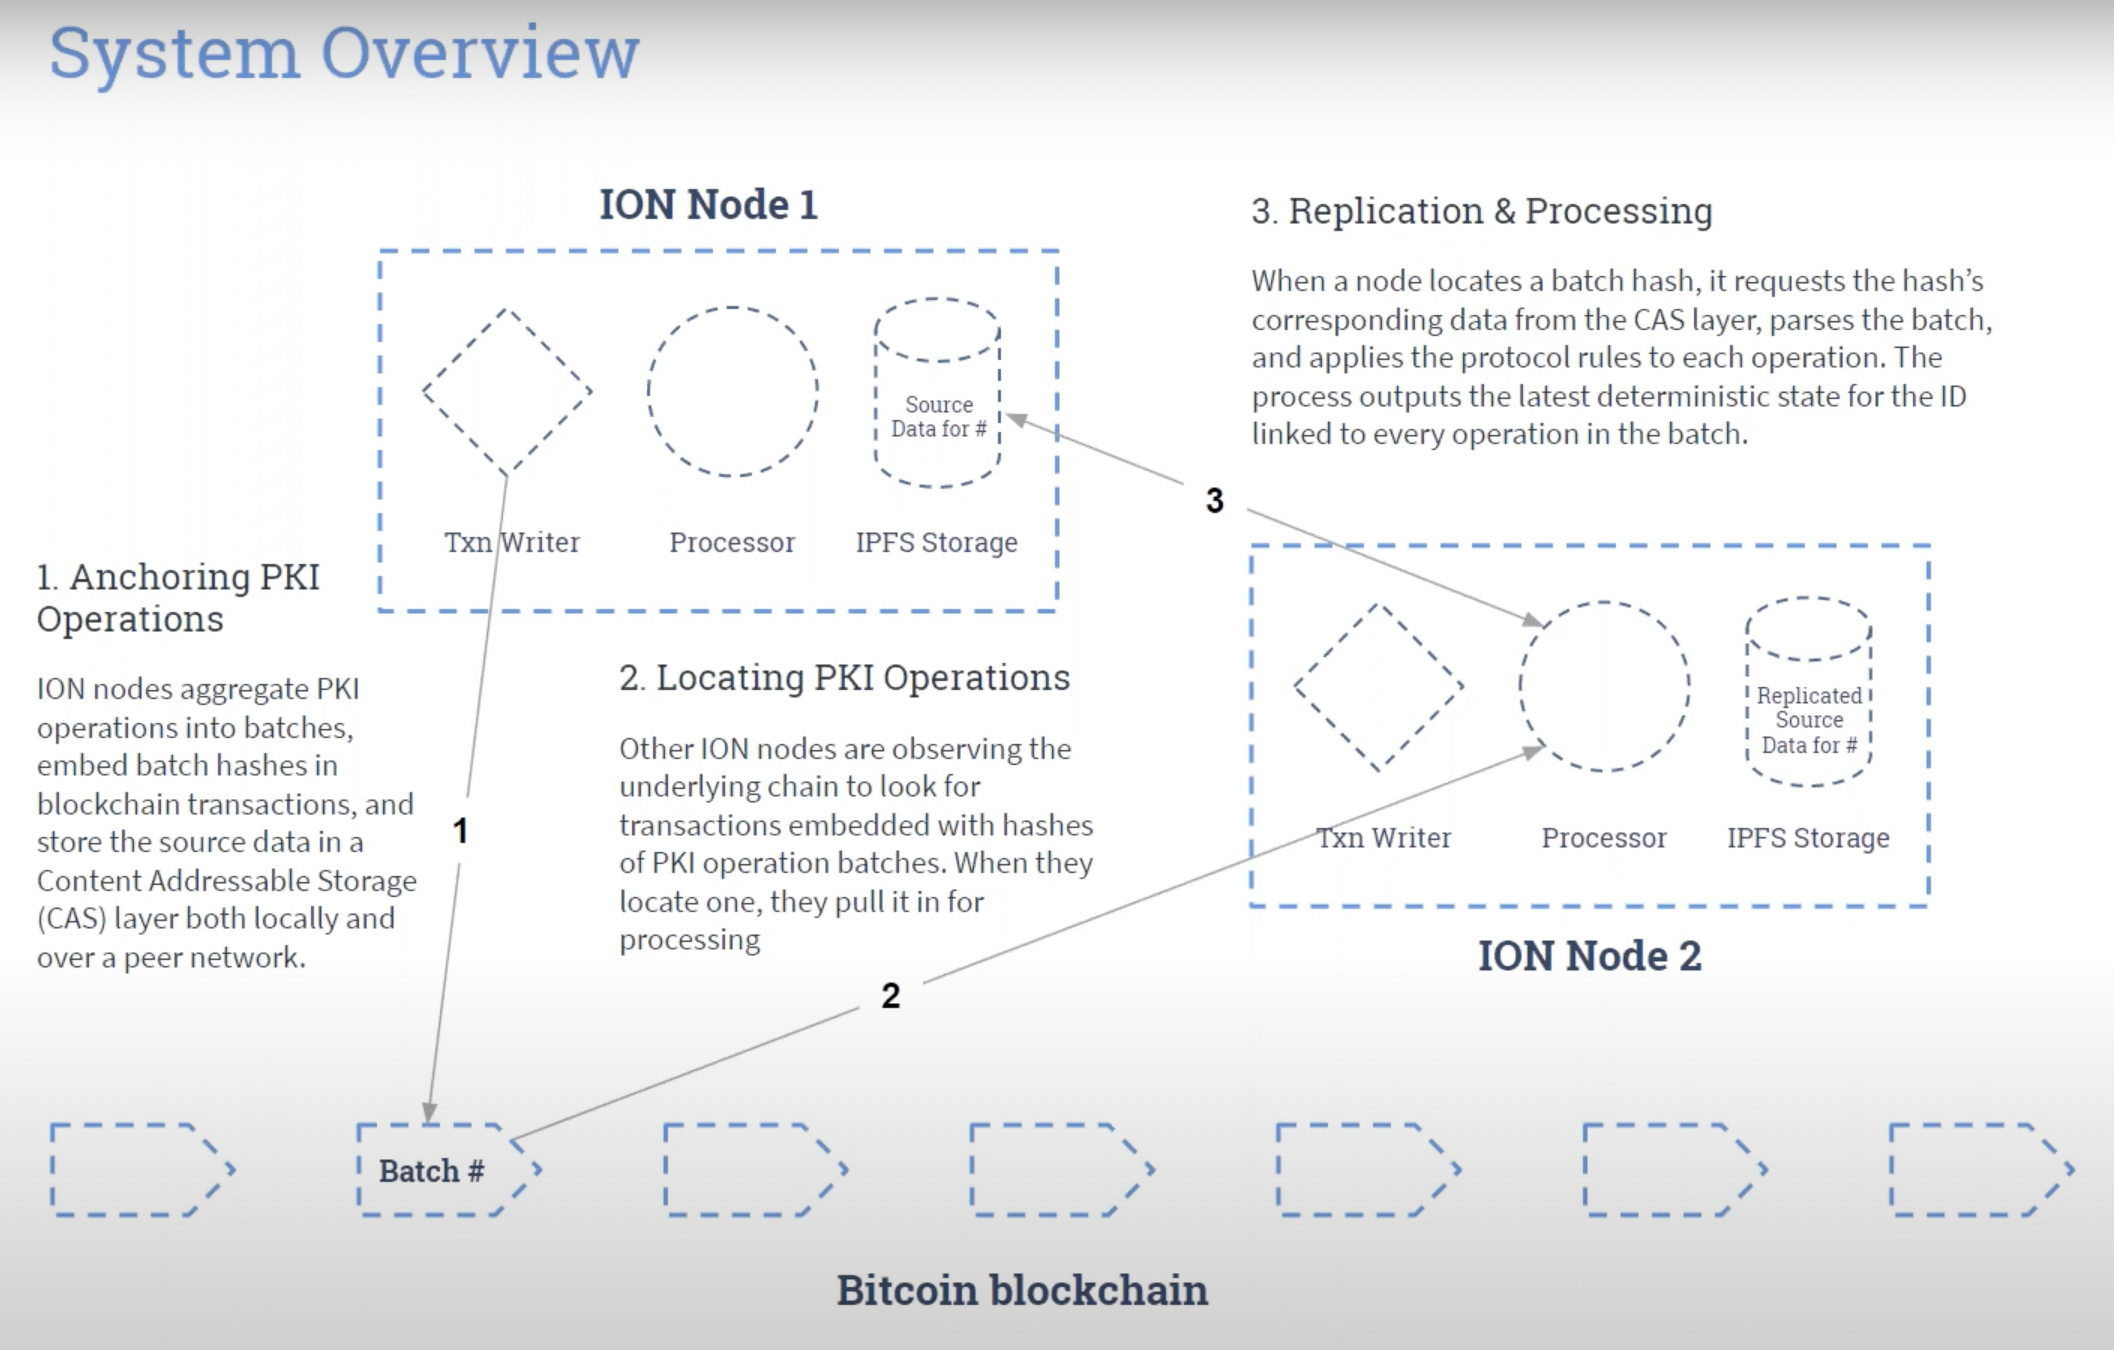 System Overview
ION Node 1
Source
Data for #
Txn Writer
Processor
IPFS Storage
1. Anchoring PKI
Operations
ION nodes aggregate PKI
operations into batches,
embed batch hashes in
blockchain transactions, and
store the source data in a
Content Addressable Storage
(CAS) layer both locally and
over a peer network.
1
2. Locating PKI Operations
Other ION nodes are observing the
underlying chain to look for
transactions embedded with hashes
of PKI operation batches. When they
locate one, they pull it in for
processing
2
3. Replication & Processing
When a node locates a batch hash, it requests the hash’s
corresponding data from the CAS layer, parses the batch,
and applies the protocol rules to each operation. The
process outputs the latest deterministic state for the ID
linked to every operation in the batch.
3
Replicated
Source
Data for #
Txn Writer
Processor
IPFS Storage
ION Node 2
Batch #
Bitcoin blockchain